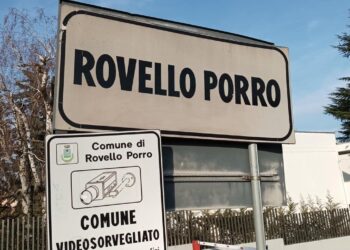 ROVELLO PORRO
Comune di
Rovello Porro
COMUNE
VIDEOSORVEGLIATO